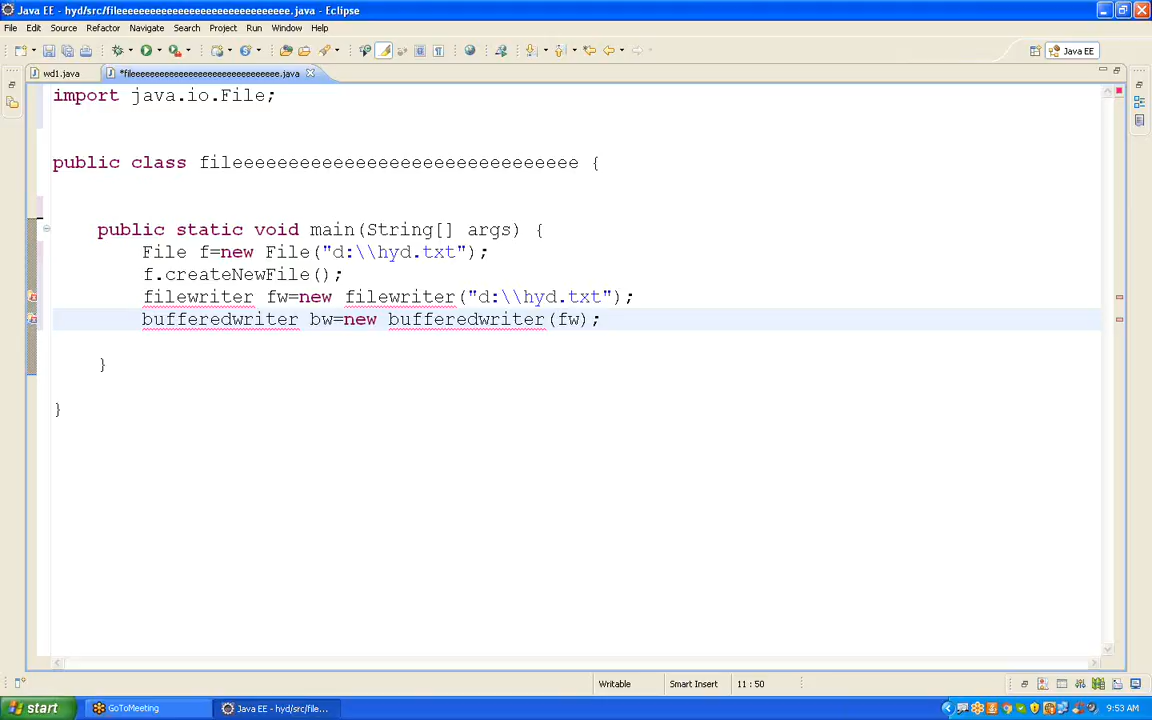 Java EE - hyd/src/fileeeeeeeeeeeeeeeeeeeeeeeeeeeeeee.java - Eclipse
File Edit Source Refactor Navigate Search Project Run Window Help
Java EE
wd1.java *fileeeeeeeeeeeeeeeeeeeeeeeeeeeeeee.java
import java.io.File;
public class fileeeeeeeeeeeeeeeeeeeeeeeeeeeeeee {
public static void main(String[] args) {
File f=new File("d:\\hyd.txt");
f.createNewFile();
filewriter fw=new filewriter("d:\\hyd.txt");
bufferedwriter bw=new bufferedwriter(fw);
}
}
Writable Smart Insert 11 : 50
start GoToMeeting Java EE - hyd/src/file... 9:53 AM